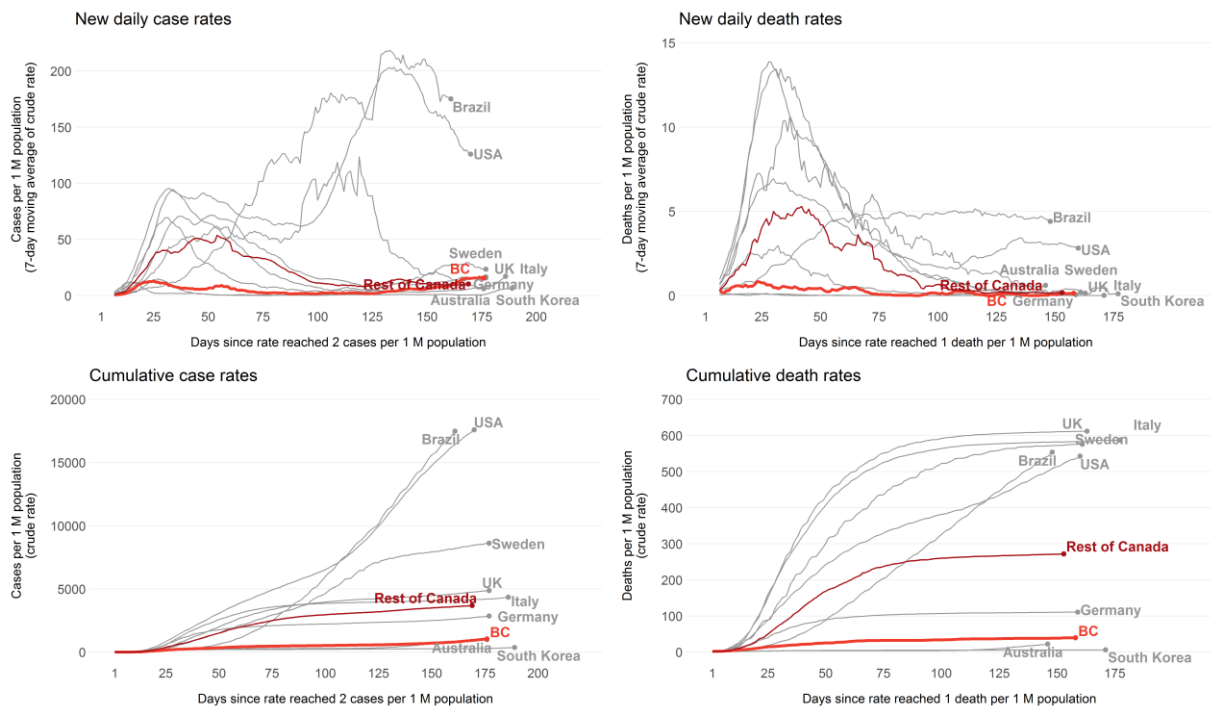 New daily case rates
Cases per 1 M population
(7-day moving average of crude rate)
200
150
100
50
0
Brazil
USA
Sweden
BC
UK
Italy
Rest of Canada
Germany
Australia
South Korea
1
25
50
75
100
125
150
175
200
Days since rate reached 2 cases per 1 M population
New daily death rates
Deaths per 1 M population
(7-day moving average of crude rate)
15
10
5
0
Brazil
USA
Australia
Sweden
Rest of Canada
UK
Italy
BC
Germany
South Korea
1
25
50
75
100
125
150
175
Days since rate reached 1 death per 1 M population
Cumulative case rates
Cases per 1 M population
(crude rate)
20000
15000
10000
5000
0
USA
Brazil
Sweden
UK
Rest of Canada
Italy
Germany
BC
Australia
South Korea
1
25
50
75
100
125
150
175
200
Days since rate reached 2 cases per 1 M population
Cumulative death rates
Deaths per 1 M population
(crude rate)
700
600
500
400
300
200
100
0
UK
Italy
Sweden
Brazil
USA
Rest of Canada
Germany
BC
Australia
South Korea
1
25
50
75
100
125
150
175
Days since rate reached 1 death per 1 M population